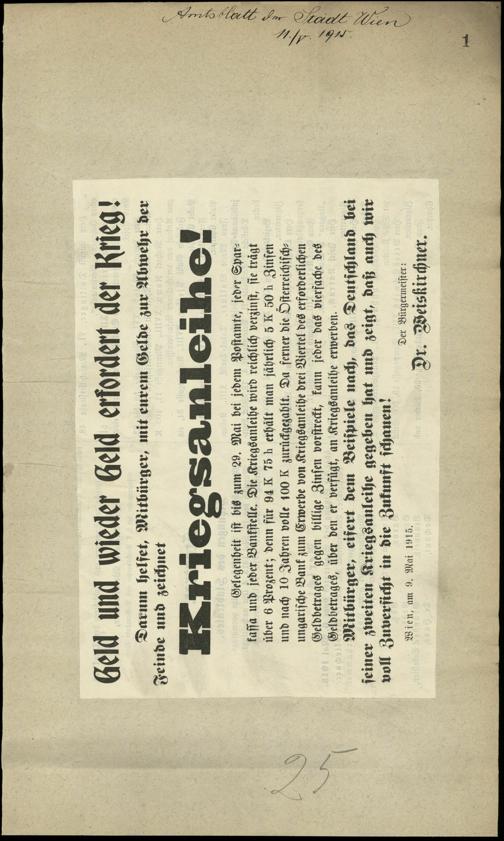 Amtsblatt der Stadt Wien
11./V. 1915.
1
Geld und wieder Geld erfordert der Krieg!
Darum helfet, Mitbürger, mit eurem Gelde zur Abwehr der
Feinde und zeichnet
Kriegsanleihe!
Gelegenheit ist bis zum 29. Mai bei jedem Postamte, jeder Spar-
kassa und jeder Bankstelle. Die Kriegsanleihe wird reichlich verzinst, sie trägt
über 6 Prozent; denn für 94 K 75 h erhält man jährlich 5 K 50 h Zinsen
und nach 10 Jahren volle 100 K zurückgezahlt. Da ferner die Österreichisch-
ungarische Bank zum Erwerbe von Kriegsanleihe drei Viertel des erforderlichen
Geldbetrages gegen billige Zinsen vorstreckt, kann jeder das vierfache des
Geldbetrages, über den er verfügt, an Kriegsanleihe erwerben.
Mitbürger, eifert dem Beispiele nach, das Deutschland bei
seiner zweiten Kriegsanleihe gegeben hat und zeigt, daß auch wir
voll Zuversicht in die Zukunft schauen!
Wien, am 9. Mai 1915.
Der Bürgermeister:
Dr. Weiskirchner.
25